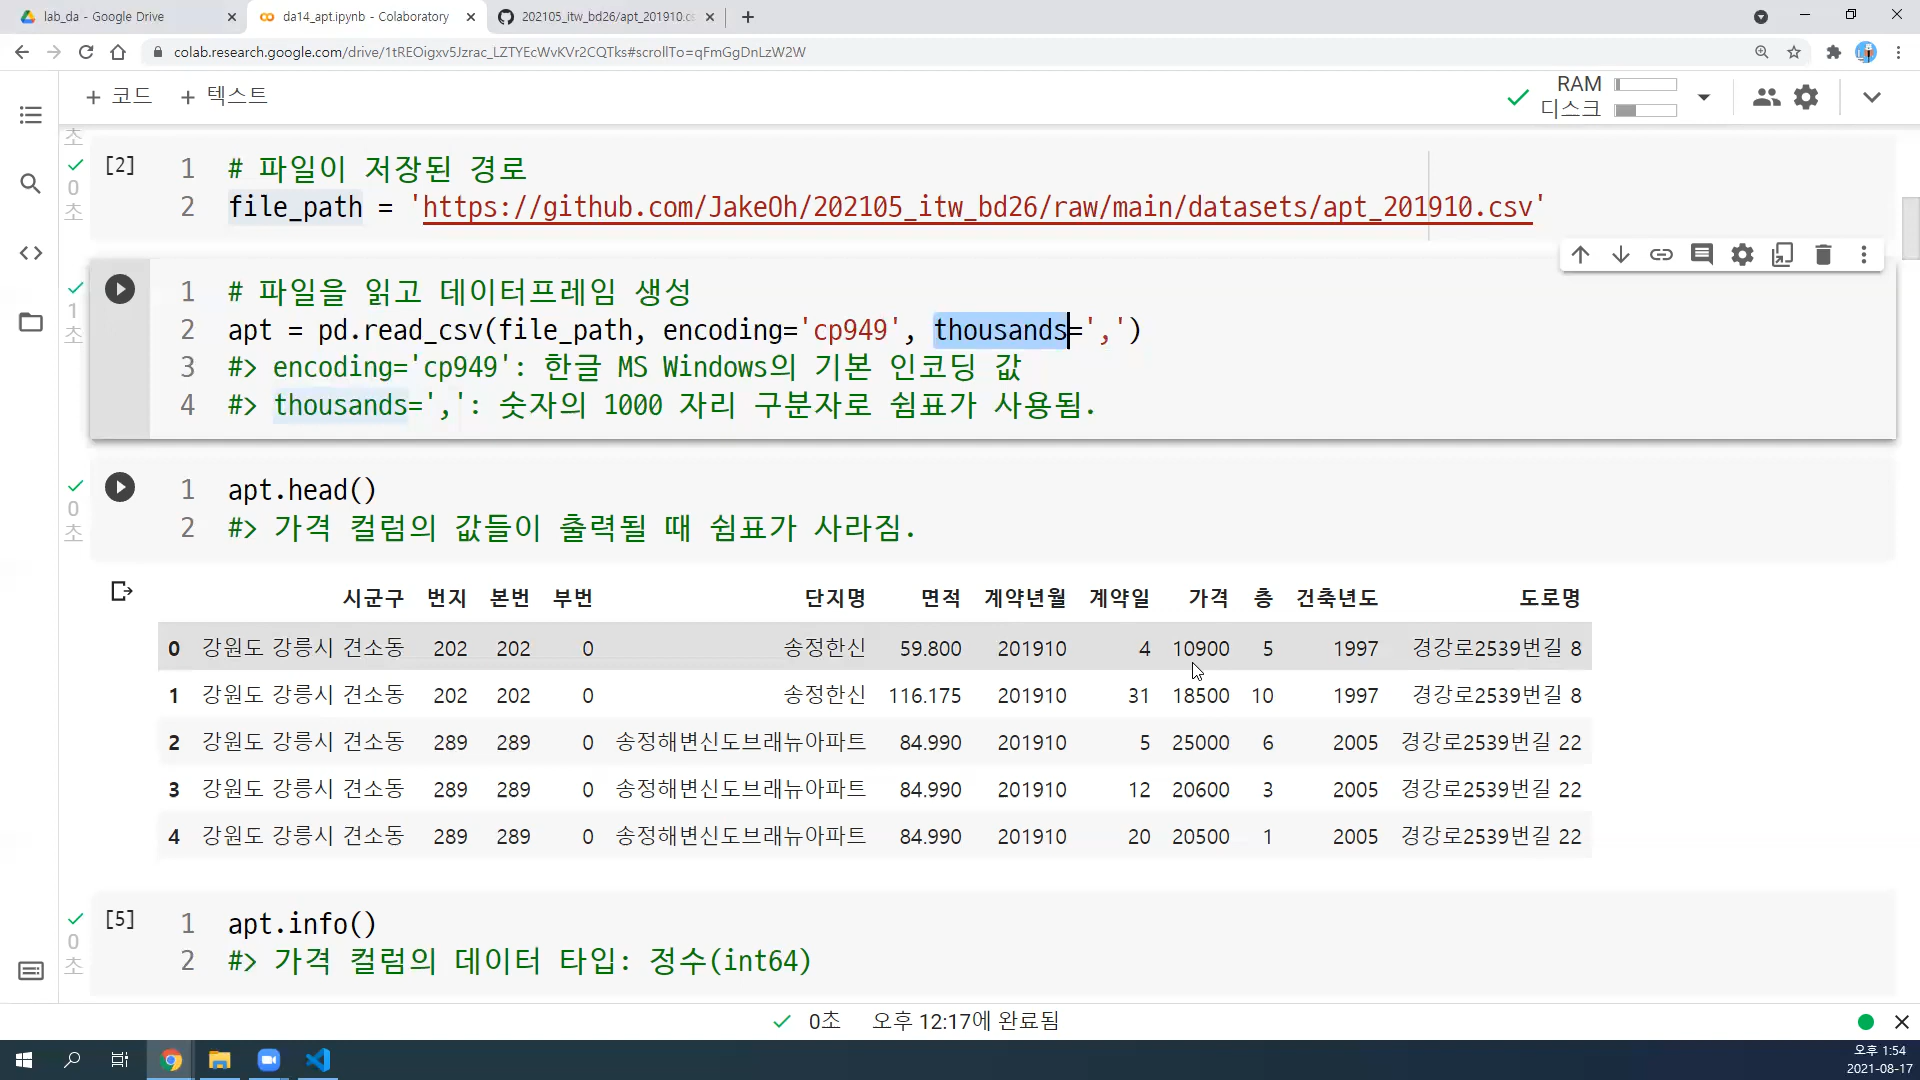 lab_da - Google Drive
da14_apt.ipynb - Colaboratory
202105_itw_bd26/apt_201910.cs
colab.research.google.com/drive/1tREOigxv5Jzrac_LZTYEcWvKVr2CQTks#scrollTo=qFmGgDnLzW2W
+ 코드 + 텍스트
RAM
디스크
초
[2]
0
초
1 # 파일이 저장된 경로
2 file_path = 'https://github.com/JakeOh/202105_itw_bd26/raw/main/datasets/apt_201910.csv'
1
초
1 # 파일을 읽고 데이터프레임 생성
2 apt = pd.read_csv(file_path, encoding='cp949', thousands=',')
3 #> encoding='cp949': 한글 MS Windows의 기본 인코딩 값
4 #> thousands=',': 숫자의 1000 자리 구분자로 쉼표가 사용됨.
0
초
1 apt.head()
2 #> 가격 컬럼의 값들이 출력될 때 쉼표가 사라짐.
시군구 번지 본번 부번 단지명 면적 계약년월 계약일 가격 층 건축년도 도로명
0 강원도 강릉시 견소동 202 202 0 송정한신 59.800 201910 4 10900 5 1997 경강로2539번길 8
1 강원도 강릉시 견소동 202 202 0 송정한신 116.175 201910 31 18500 10 1997 경강로2539번길 8
2 강원도 강릉시 견소동 289 289 0 송정해변신도브래뉴아파트 84.990 201910 5 25000 6 2005 경강로2539번길 22
3 강원도 강릉시 견소동 289 289 0 송정해변신도브래뉴아파트 84.990 201910 12 20600 3 2005 경강로2539번길 22
4 강원도 강릉시 견소동 289 289 0 송정해변신도브래뉴아파트 84.990 201910 20 20500 1 2005 경강로2539번길 22
[5]
0
초
1 apt.info()
2 #> 가격 컬럼의 데이터 타입: 정수(int64)
0초 오후 12:17에 완료됨
오후 1:54
2021-08-17